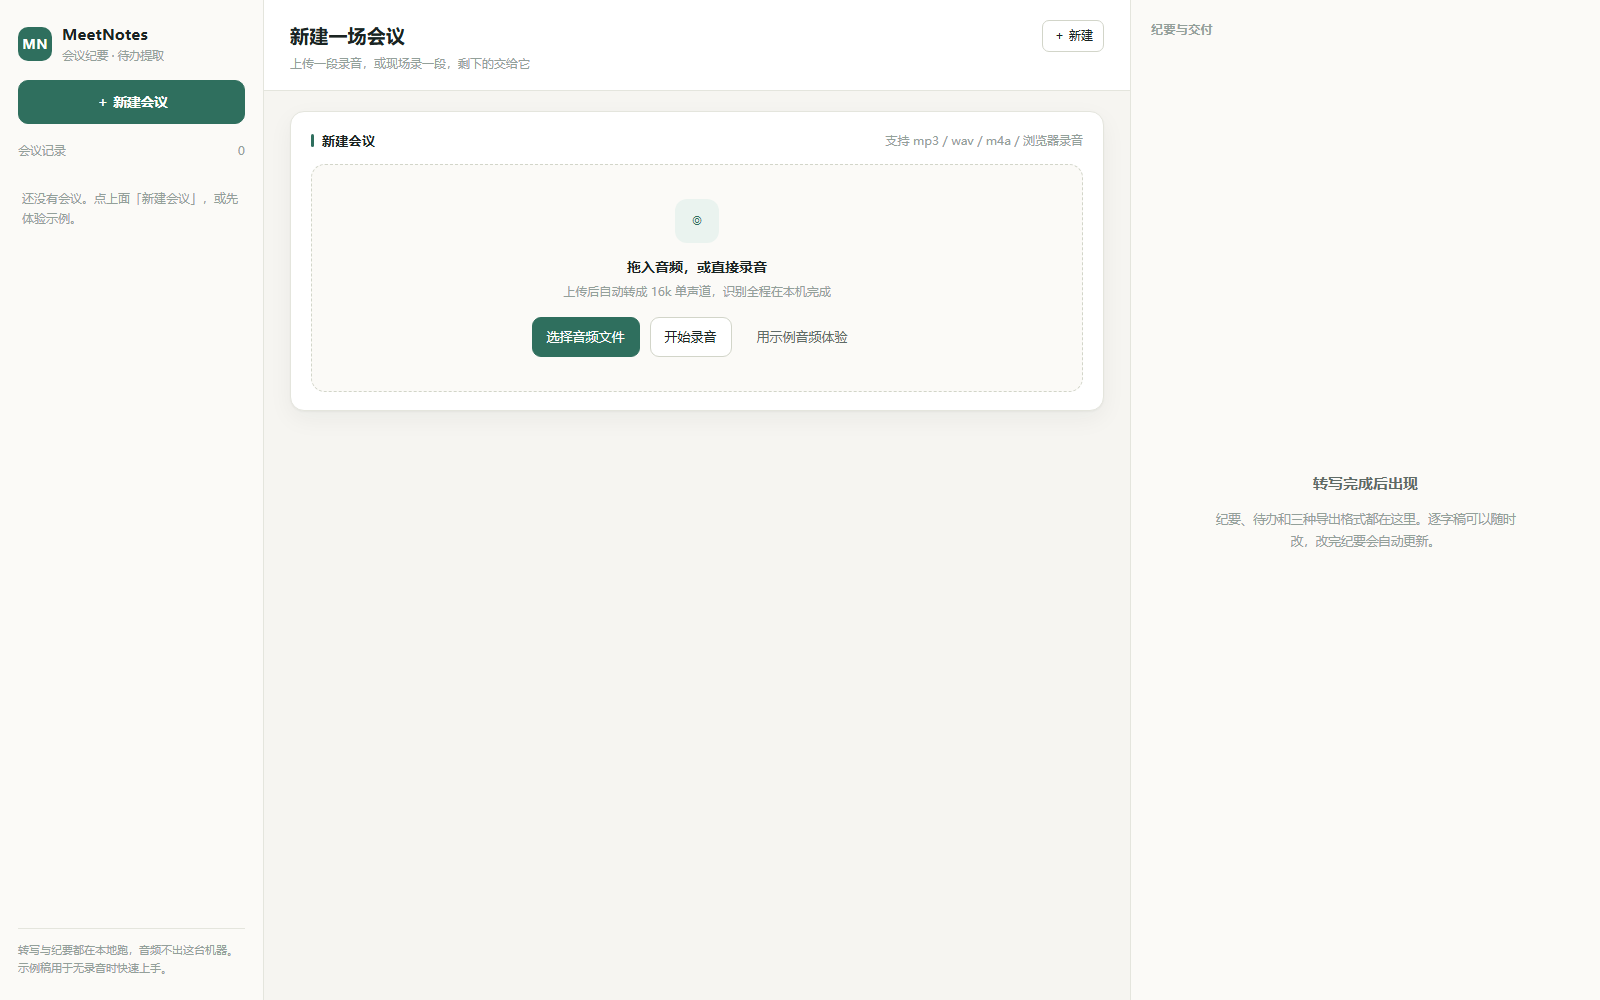 MN
MeetNotes
会议纪要 · 待办提取
+ 新建会议
会议记录
0
还没有会议。点上面「新建会议」，或先
体验示例。
转写与纪要都在本地跑，音频不出这台机器。
示例稿用于无录音时快速上手。
新建一场会议
上传一段录音，或现场录一段，剩下的交给它
+ 新建
新建会议
支持 mp3 / wav / m4a / 浏览器录音
拖入音频，或直接录音
上传后自动转成 16k 单声道，识别全程在本机完成
选择音频文件
开始录音
用示例音频体验
纪要与交付
转写完成后出现
纪要、待办和三种导出格式都在这里。逐字稿可以随时
改，改完纪要会自动更新。